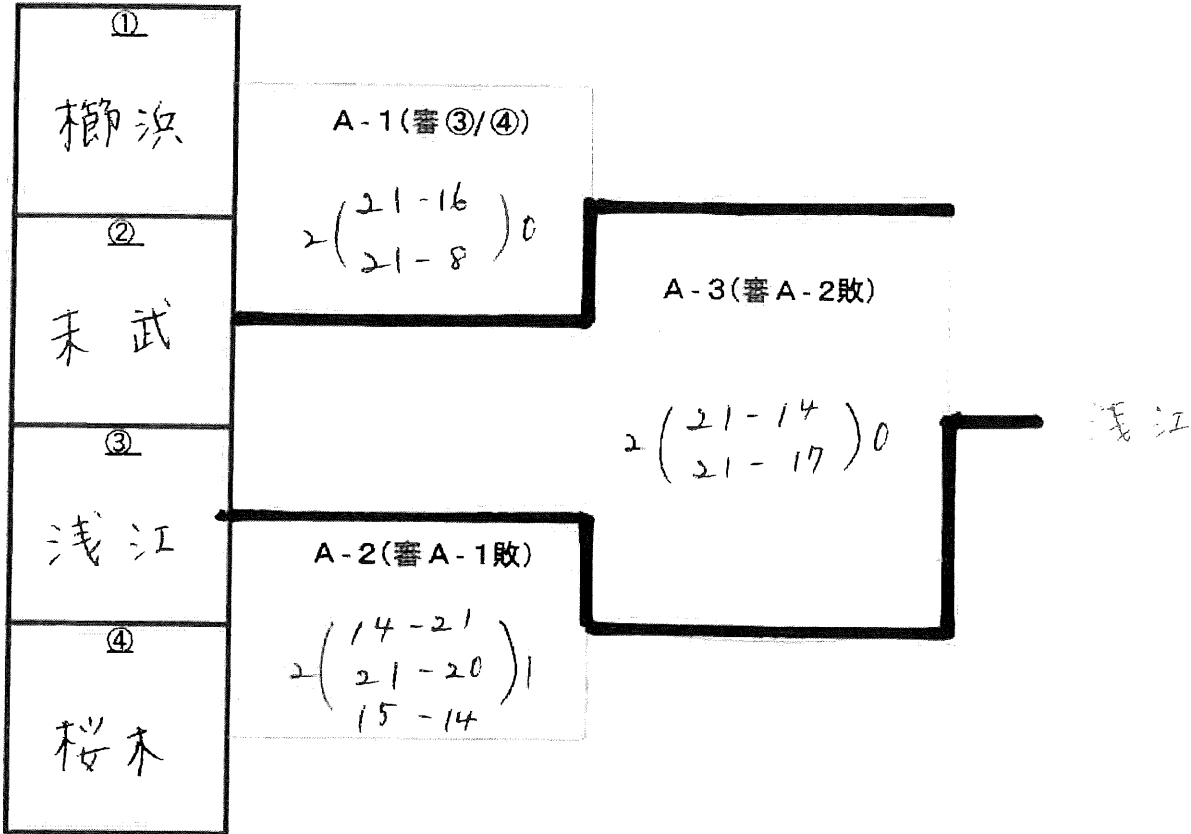 ①
櫛浜
②
末武
③
浅江
④
桜木
A-1(審③/④)
2(21-16
21-8)0
A-2(審A-1敗)
2(14-21
21-20
15-14)1
A-3(審A-2敗)
2(21-14
21-17)0
浅江